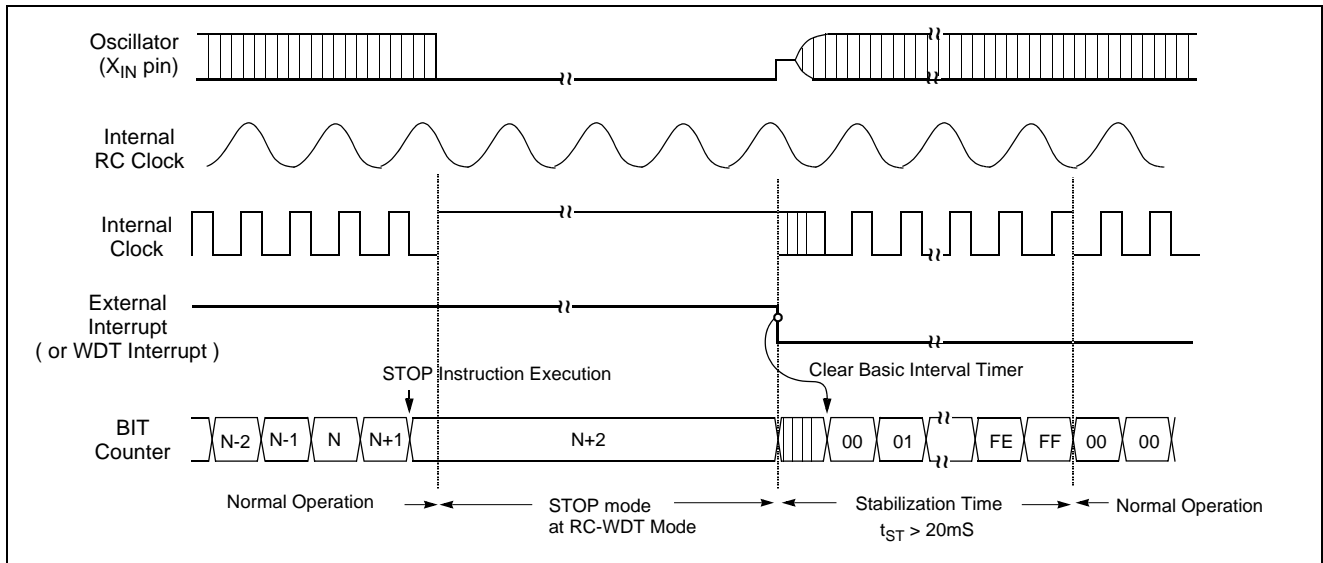 Oscillator
(XIN pin)
Internal
RC Clock
Internal
Clock
External
Interrupt
( or WDT Interrupt )
STOP Instruction Execution
Clear Basic Interval Timer
BIT
Counter
N-2 N-1 N N+1 N+2 00 01 FE FF 00 00
Normal Operation
STOP mode
at RC-WDT Mode
Stabilization Time
tST > 20mS
Normal Operation